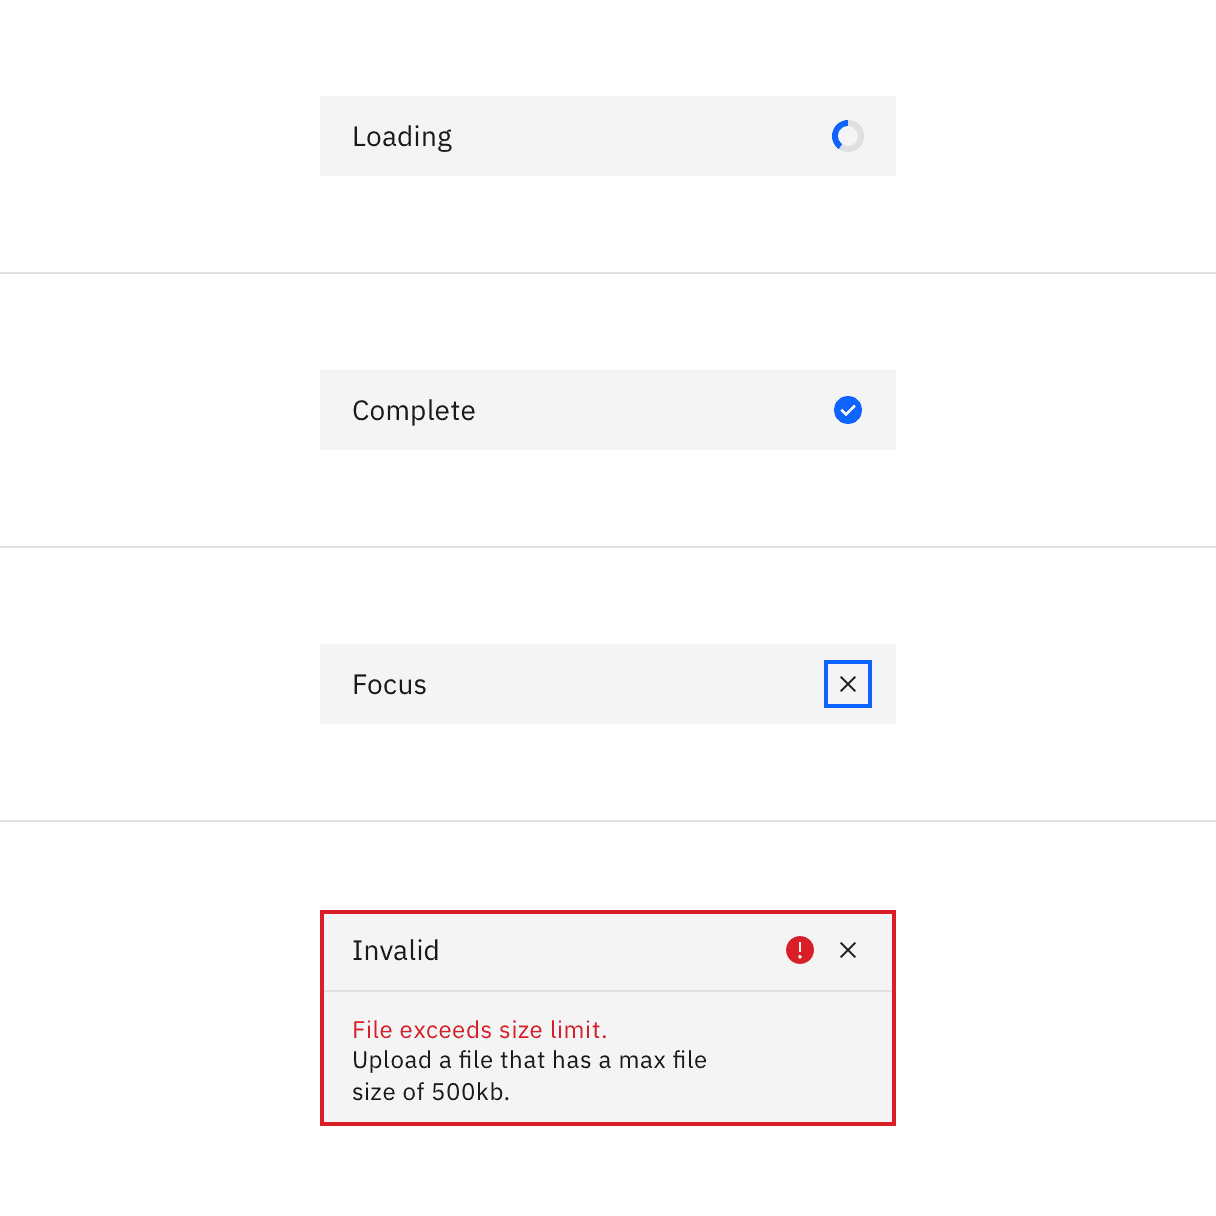 Loading
Complete
Focus
Invalid
File exceeds size limit.
Upload a file that has a max file
size of 500kb.